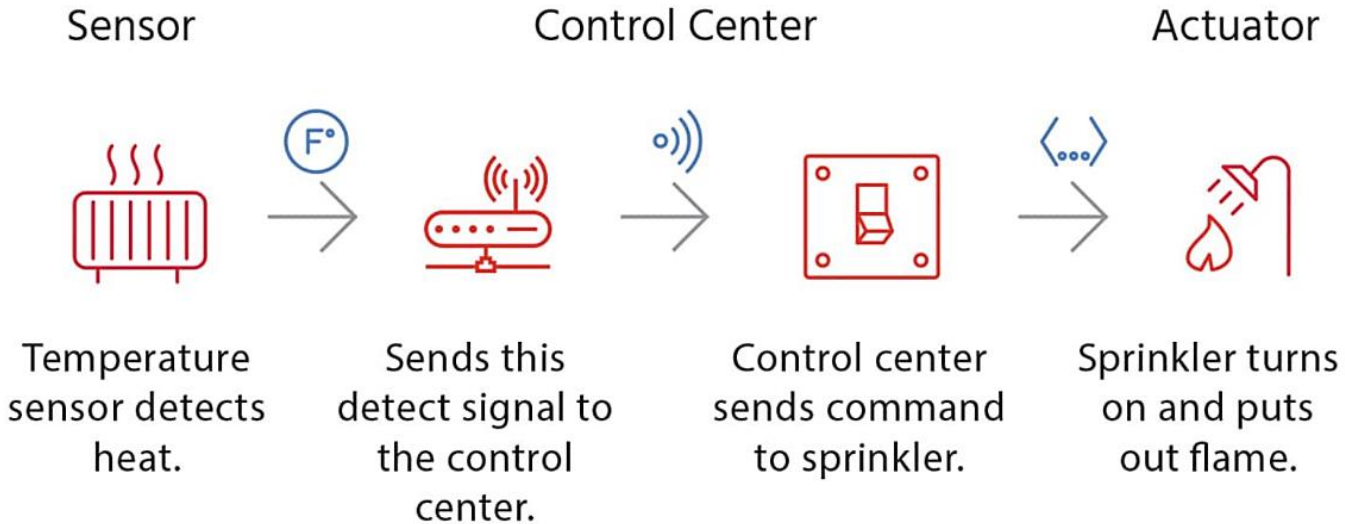 Sensor
Control Center
Actuator
F°
Temperature
sensor detects
heat.
Sends this
detect signal to
the control
center.
Control center
sends command
to sprinkler.
Sprinkler turns
on and puts
out flame.